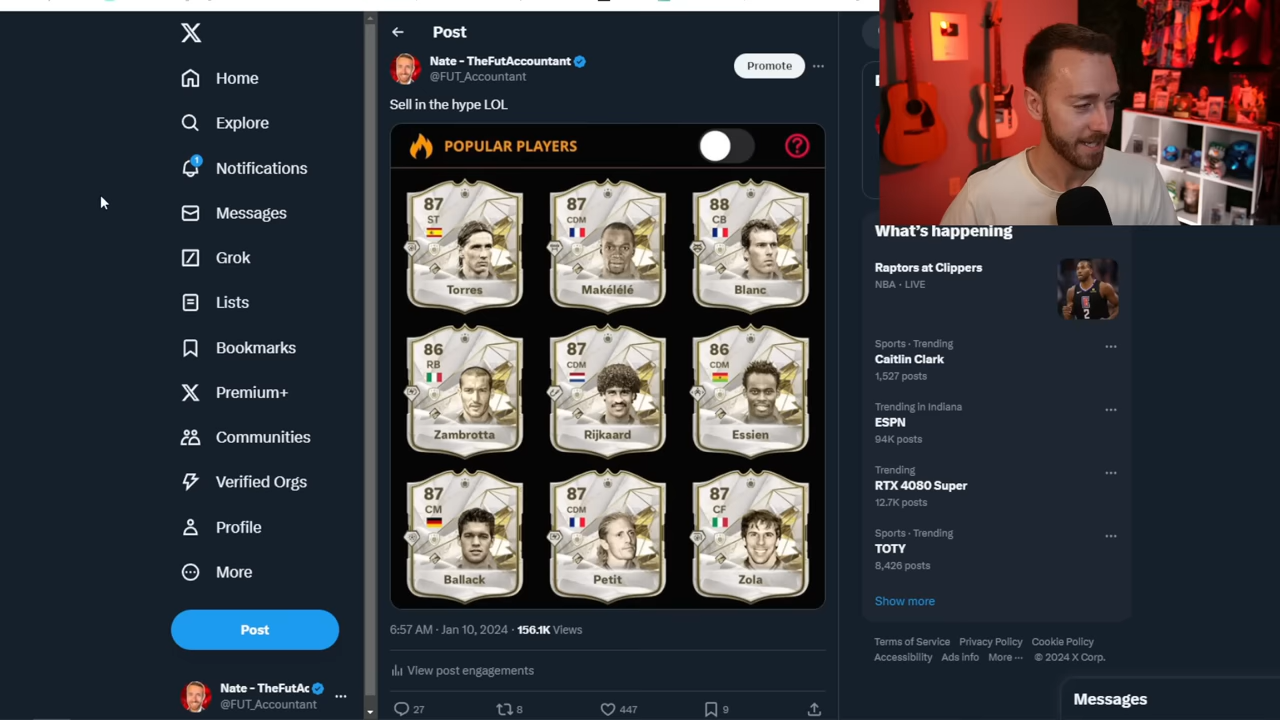 Home
Explore
1
Notifications
Messages
Grok
Lists
Bookmarks
Premium+
Communities
Verified Orgs
Profile
More
Post
Nate - TheFutAc
@FUT_Accountant
Post
Nate - TheFutAccountant
@FUT_Accountant
Promote
Sell in the hype LOL
POPULAR PLAYERS
87 ST Torres
87 CDM Makélélé
88 CB Blanc
86 RB Zambrotta
87 CDM Rijkaard
86 CDM Essien
87 CM Ballack
87 CDM Petit
87 CF Zola
6:57 AM · Jan 10, 2024 · 156.1K Views
View post engagements
27 8 447 9
What's happening
Raptors at Clippers
NBA · LIVE
Sports · Trending
Caitlin Clark
1,527 posts
Trending in Indiana
ESPN
94K posts
Trending
RTX 4080 Super
12.7K posts
Sports · Trending
TOTY
8,426 posts
Show more
Terms of Service Privacy Policy Cookie Policy
Accessibility Ads info More ··· © 2024 X Corp.
Messages